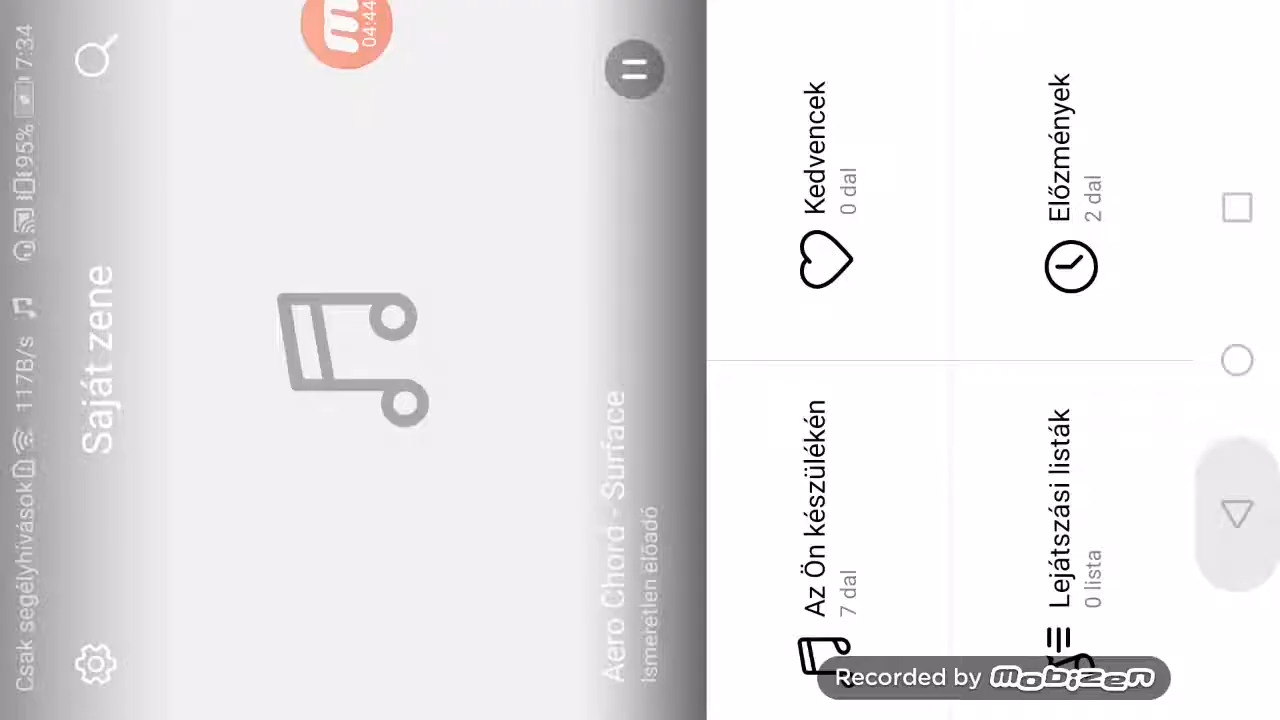 Csak segélyhívások 117B/s 95% 7:34
Saját zene
04:44
Aero Chord - Surface
Ismeretlen előadó
Az Ön készülékén
7 dal
Kedvencek
0 dal
Lejátszási listák
0 lista
Előzmények
2 dal
Recorded by mobizen